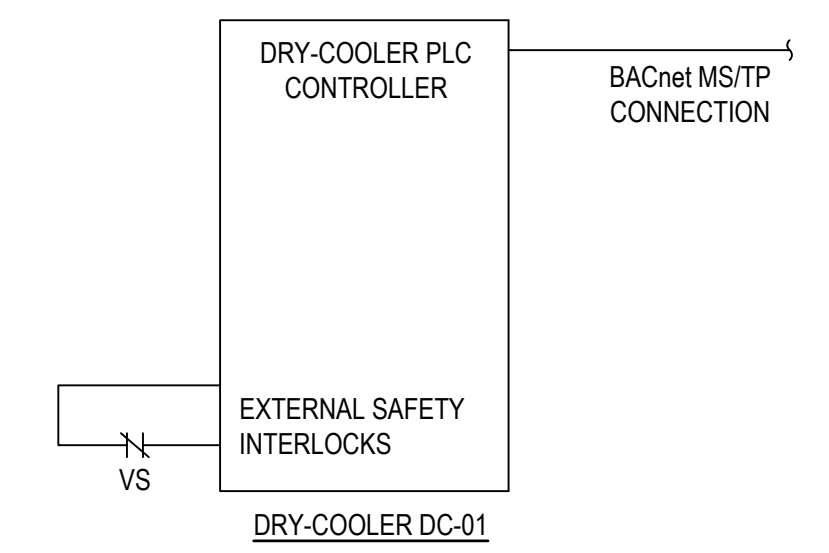 DRY-COOLER PLC
CONTROLLER
BACnet MS/TP
CONNECTION
EXTERNAL SAFETY
INTERLOCKS
VS
DRY-COOLER DC-01